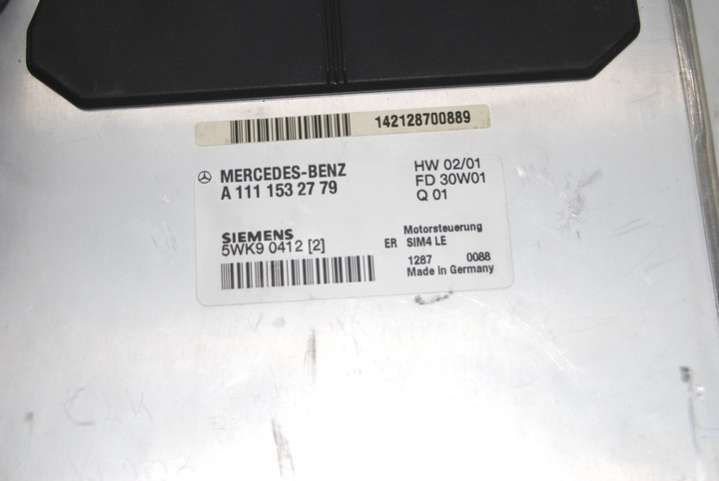 142128700889
MERCEDES-BENZ
A 111 153 27 79
HW 02/01
FD 30W01
Q 01
SIEMENS
5WK9 0412 [2]
Motorsteuerung
ER SIM4 LE
1287 0088
Made in Germany
CLK